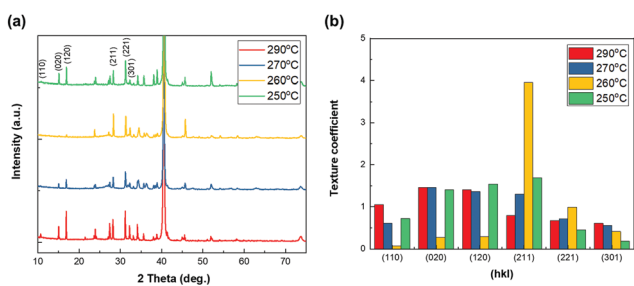 (a)
(110)
(020)
(120)
(211)
(221)
(301)
290ºC
270ºC
260ºC
250ºC
Intensity (a.u.)
10 20 30 40 50 60 70
2 Theta (deg.)
(b)
5
4
3
2
1
0
Texture coefficient
290ºC
270ºC
260ºC
250ºC
(110) (020) (120) (211) (221) (301)
(hkl)